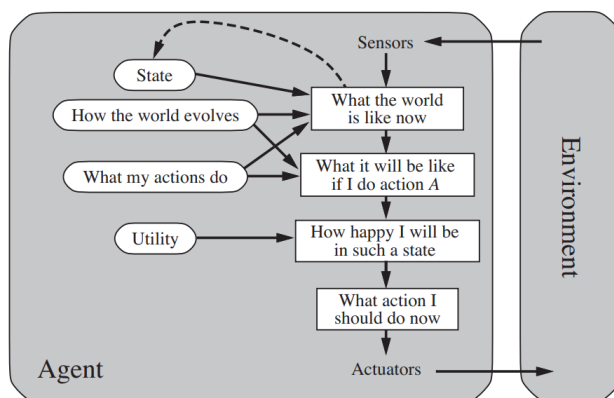 Sensors
State
What the world
is like now
How the world evolves
What it will be like
if I do action A
What my actions do
How happy I will be
in such a state
Utility
What action I
should do now
Agent
Actuators
Environment